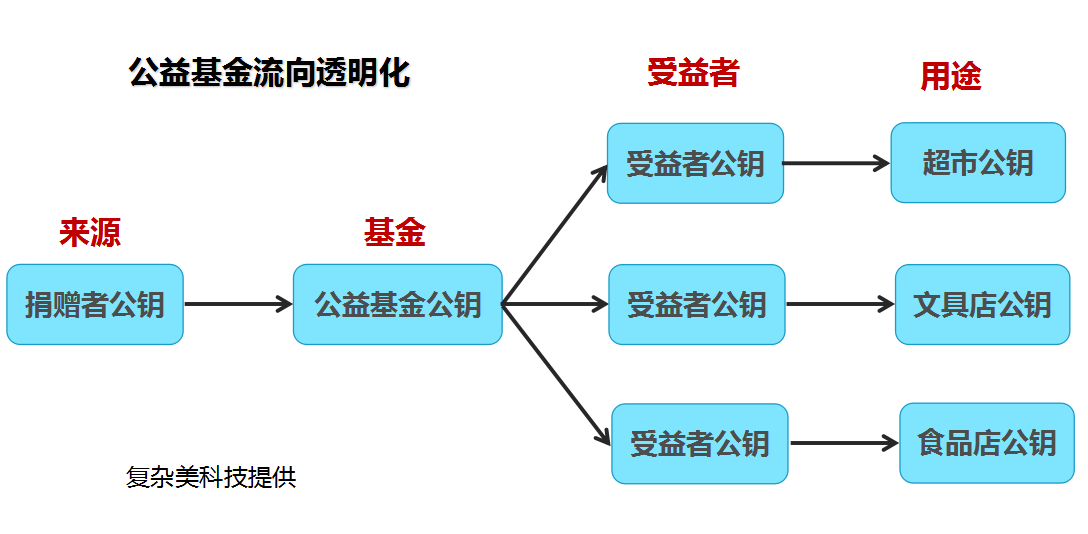 公益基金流向透明化
受益者
用途
受益者公钥
超市公钥
来源
基金
捐赠者公钥
公益基金公钥
受益者公钥
文具店公钥
受益者公钥
食品店公钥
复杂美科技提供